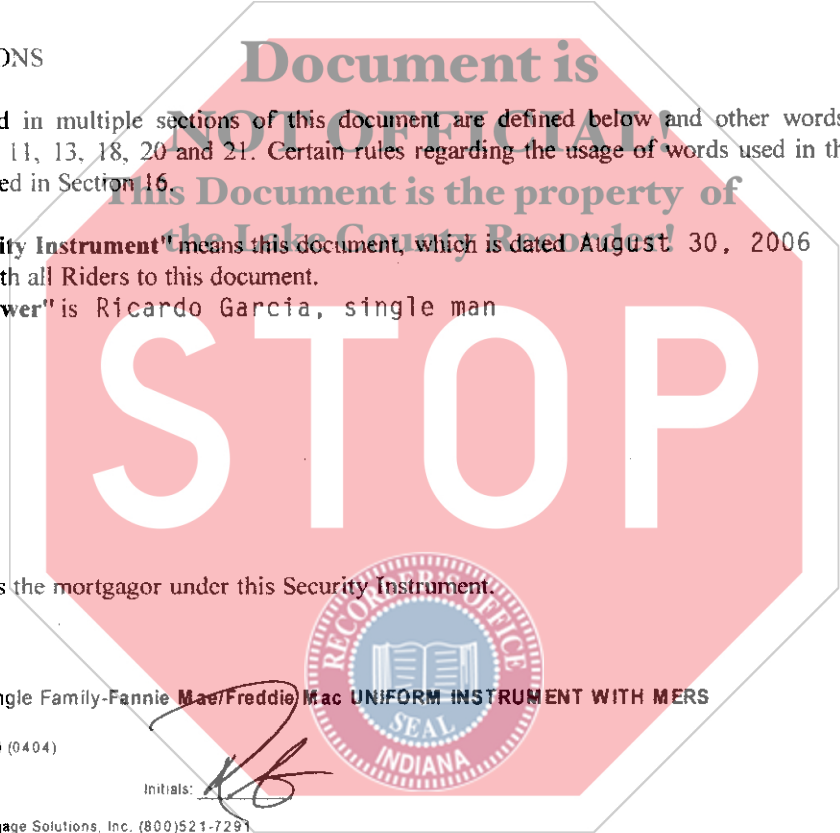 ONS
Document is
NOT OFFICIAL!
d in multiple sections of this document are defined below and other words
11, 13, 18, 20 and 21. Certain rules regarding the usage of words used in th
ed in Section 16.
This Document is the property of
the Lake County Recorder!
ity Instrument" means this document, which is dated August 30, 2006
th all Riders to this document.
wer" is Ricardo Garcia, single man
STOP
s the mortgagor under this Security Instrument.
RECORDER'S OFFICE
SEAL
INDIANA
ngle Family-Fannie Mae/Freddie Mac UNIFORM INSTRUMENT WITH MERS
(0404)
Initials:
gage Solutions, Inc. (800)521-7291